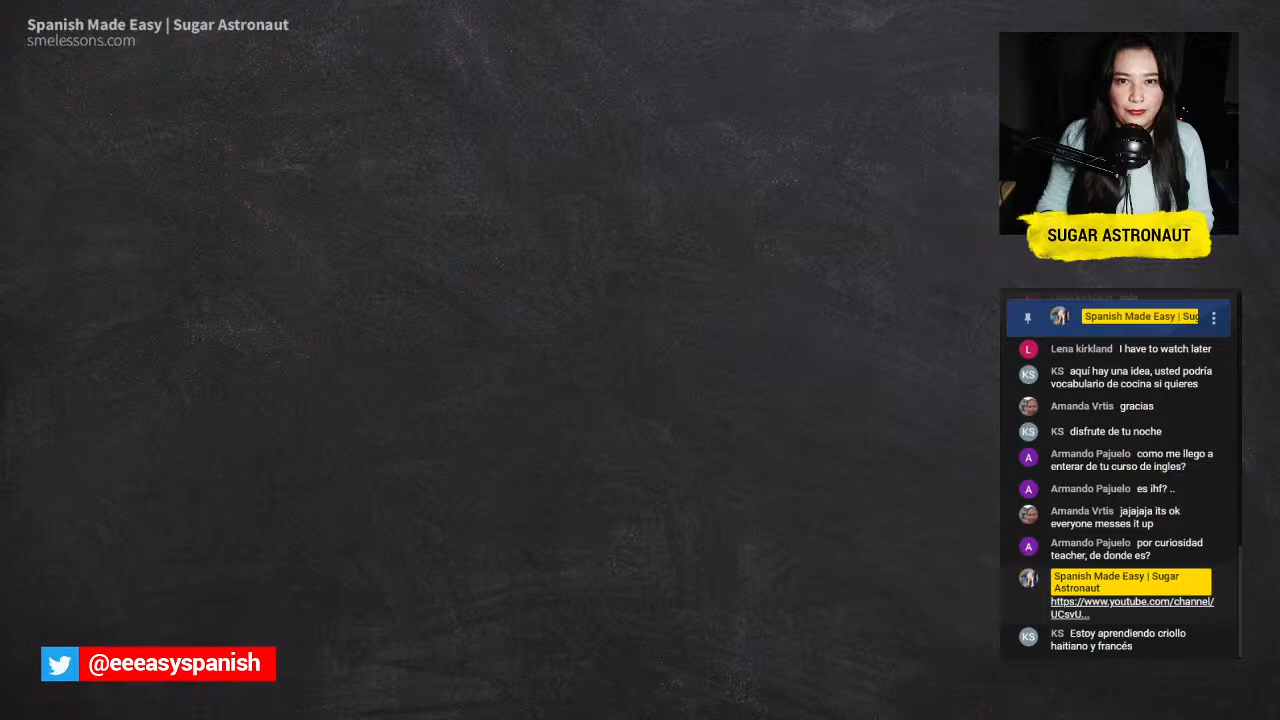 Spanish Made Easy | Sugar Astronaut
smelessons.com
SUGAR ASTRONAUT
Spanish Made Easy | Sug
Lena kirkland I have to watch later
KS aquí hay una idea, usted podría
vocabulario de cocina si quieres
Amanda Vrtis gracias
KS disfrute de tu noche
Armando Pajuelo como me llego a
enterar de tu curso de ingles?
Armando Pajuelo es ihf? ..
Amanda Vrtis jajajaja its ok
everyone messes it up
Armando Pajuelo por curiosidad
teacher, de donde es?
Spanish Made Easy | Sugar
Astronaut
https://www.youtube.com/channel/
UCsvU...
KS Estoy aprendiendo criollo
haitiano y francés
@eeeasyspanish